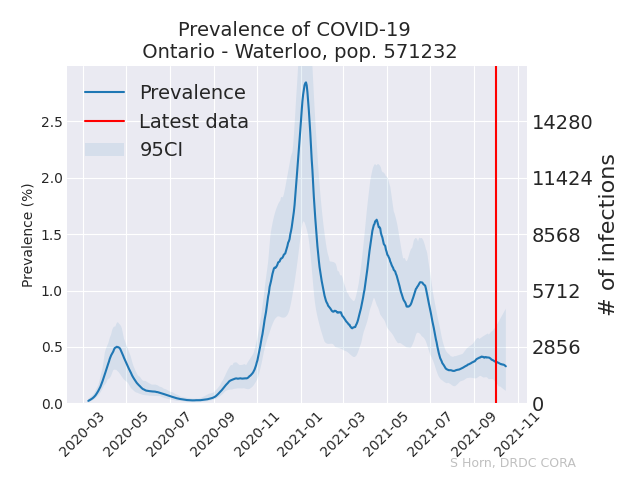 Prevalence of COVID-19
Ontario - Waterloo, pop. 571232
Prevalence
Latest data
95CI
Prevalence (%)
2.5
2.0
1.5
1.0
0.5
0.0
14280
11424
8568
5712
2856
0
# of infections
2020-03
2020-05
2020-07
2020-09
2020-11
2021-01
2021-03
2021-05
2021-07
2021-09
2021-11
S Horn, DRDC CORA